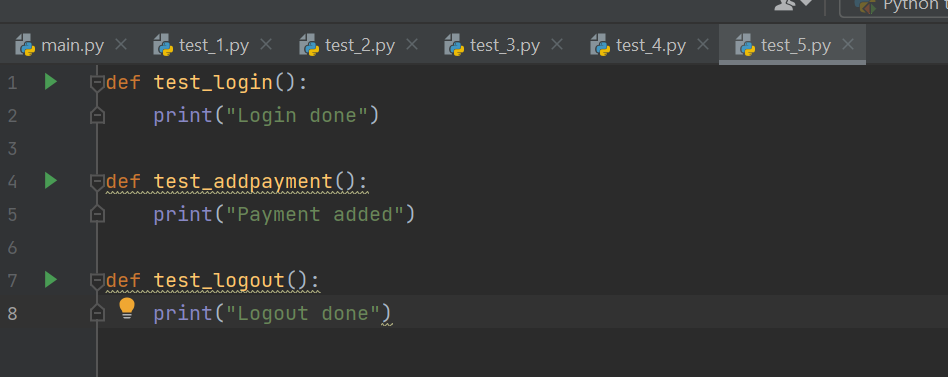 Python t
main.py test_1.py test_2.py test_3.py test_4.py test_5.py
1 def test_login():
2     print("Login done")
3
4 def test_addpayment():
5     print("Payment added")
6
7 def test_logout():
8     print("Logout done")